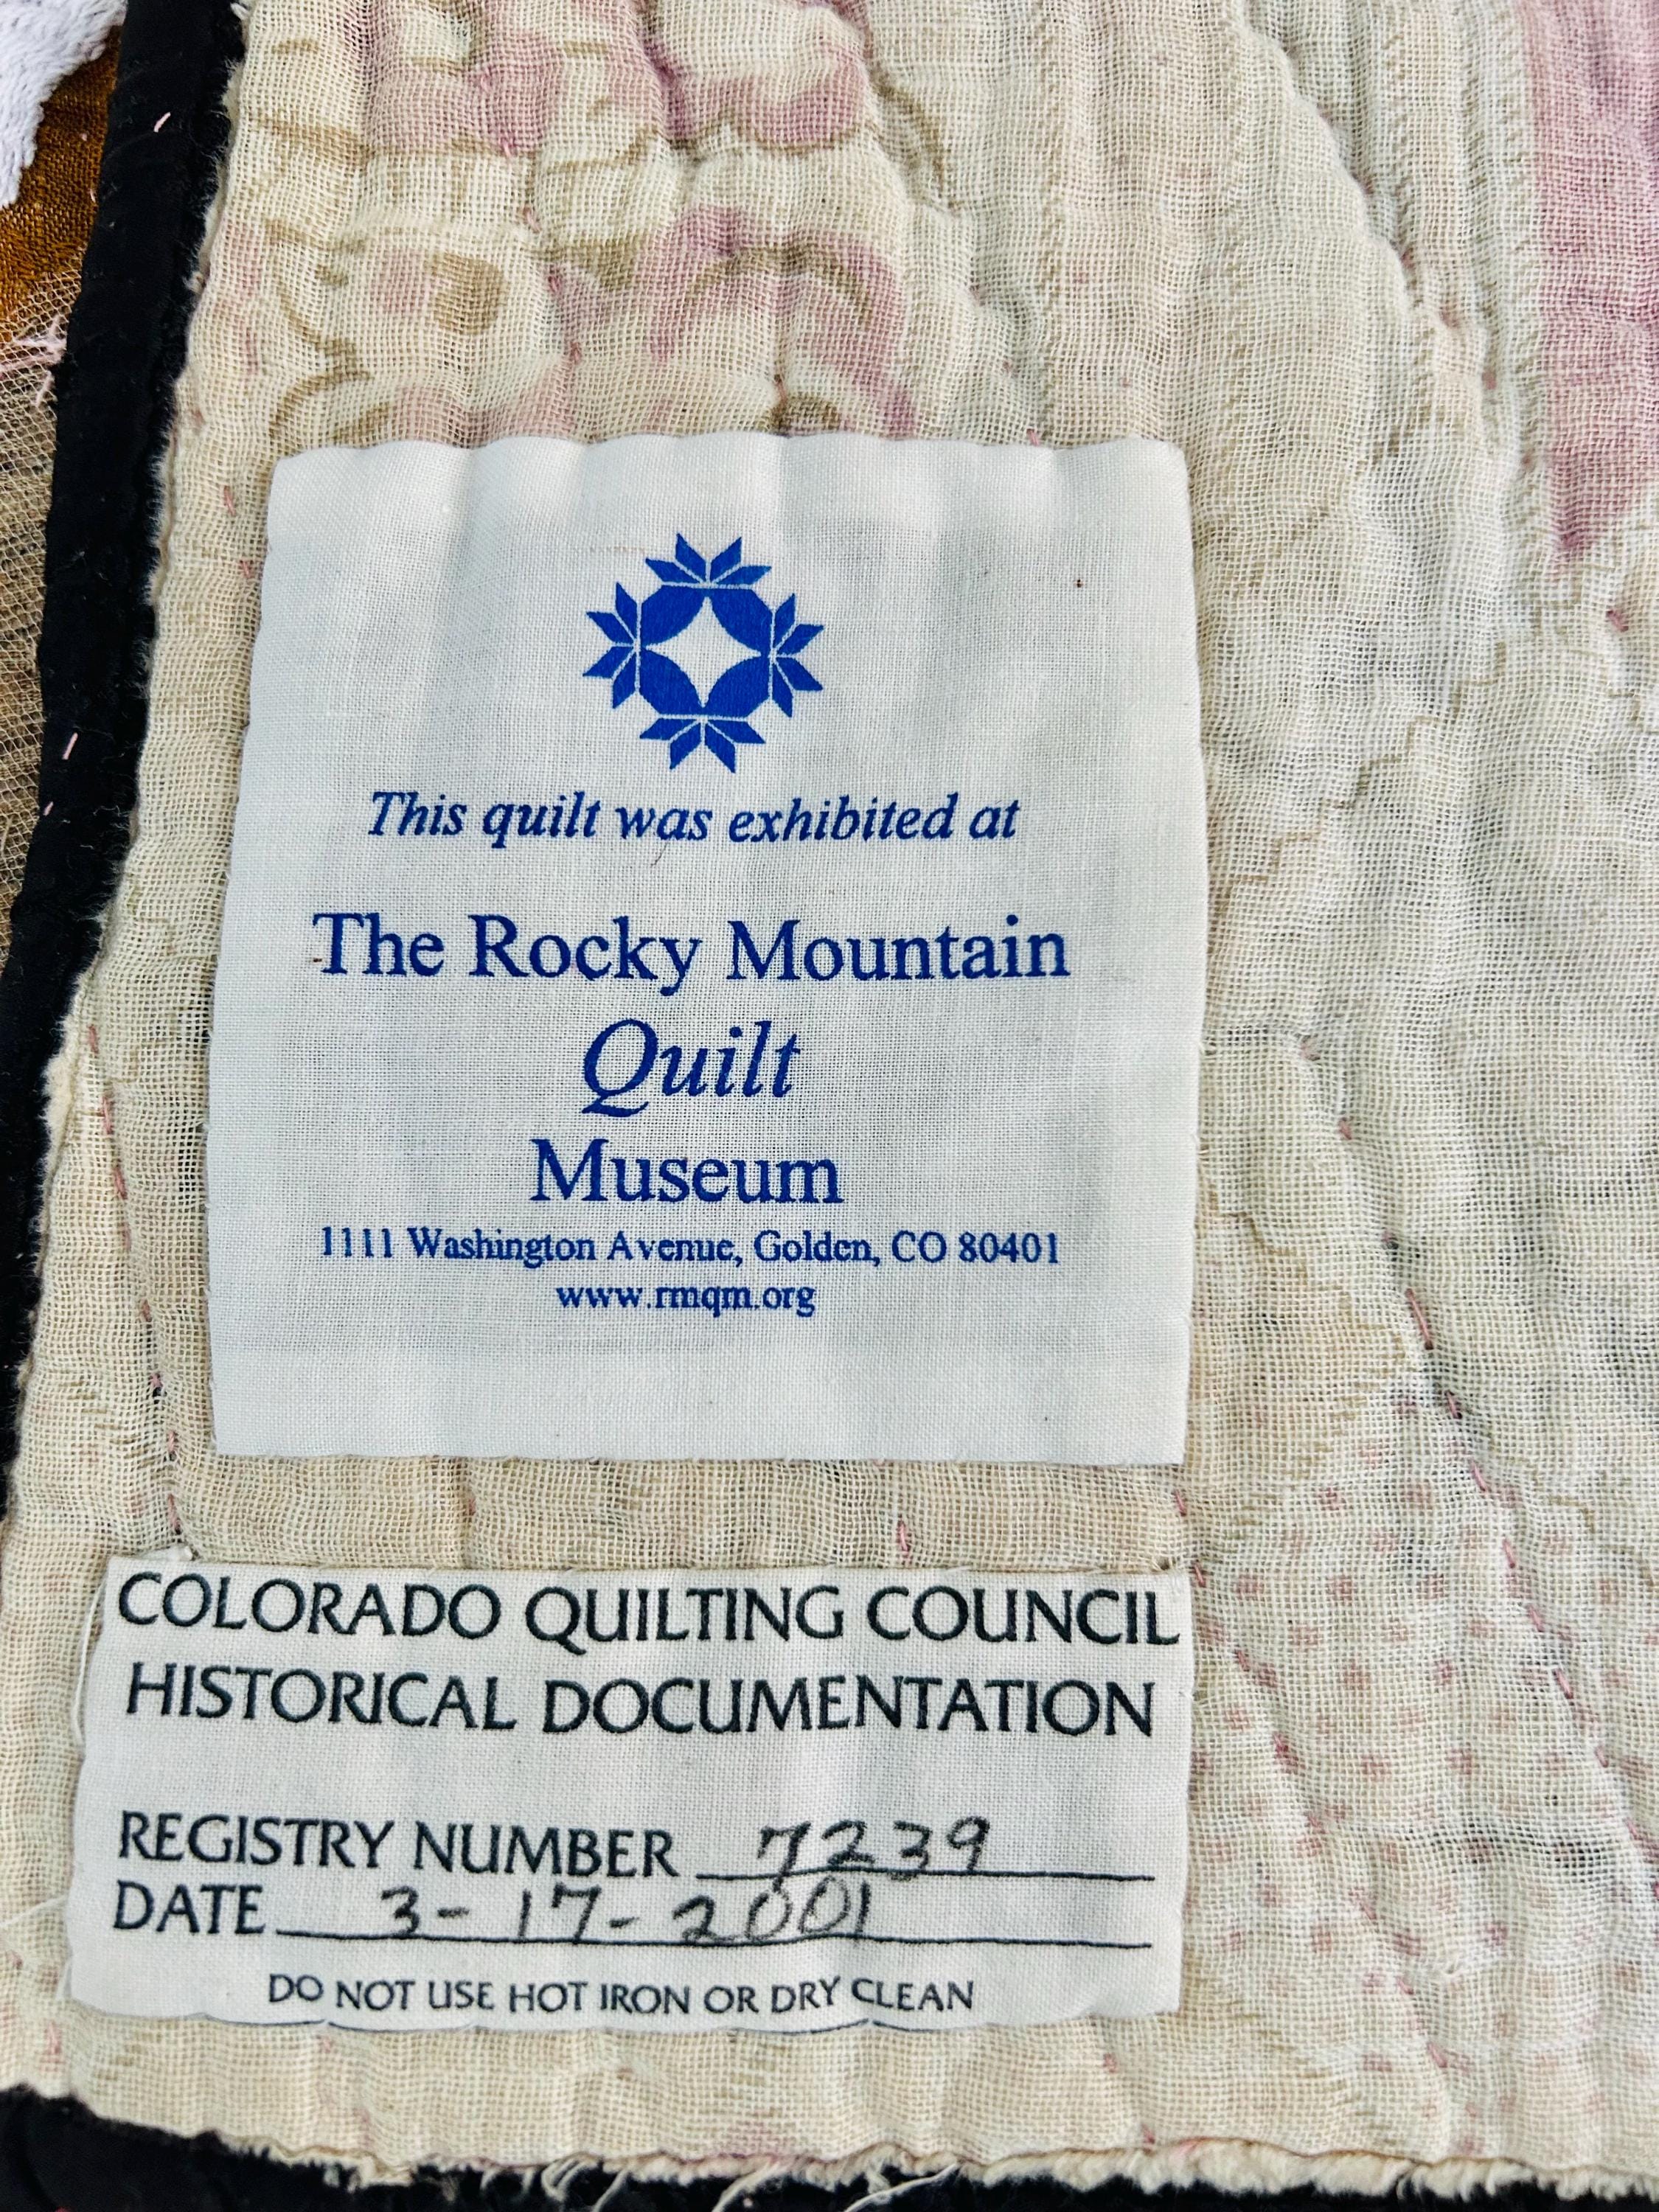 This quilt was exhibited at
The Rocky Mountain
Quilt
Museum
1111 Washington Avenue, Golden, CO 80401
www.rmqm.org
COLORADO QUILTING COUNCIL
HISTORICAL DOCUMENTATION
REGISTRY NUMBER 7239
DATE 3-17-2001
DO NOT USE HOT IRON OR DRY CLEAN